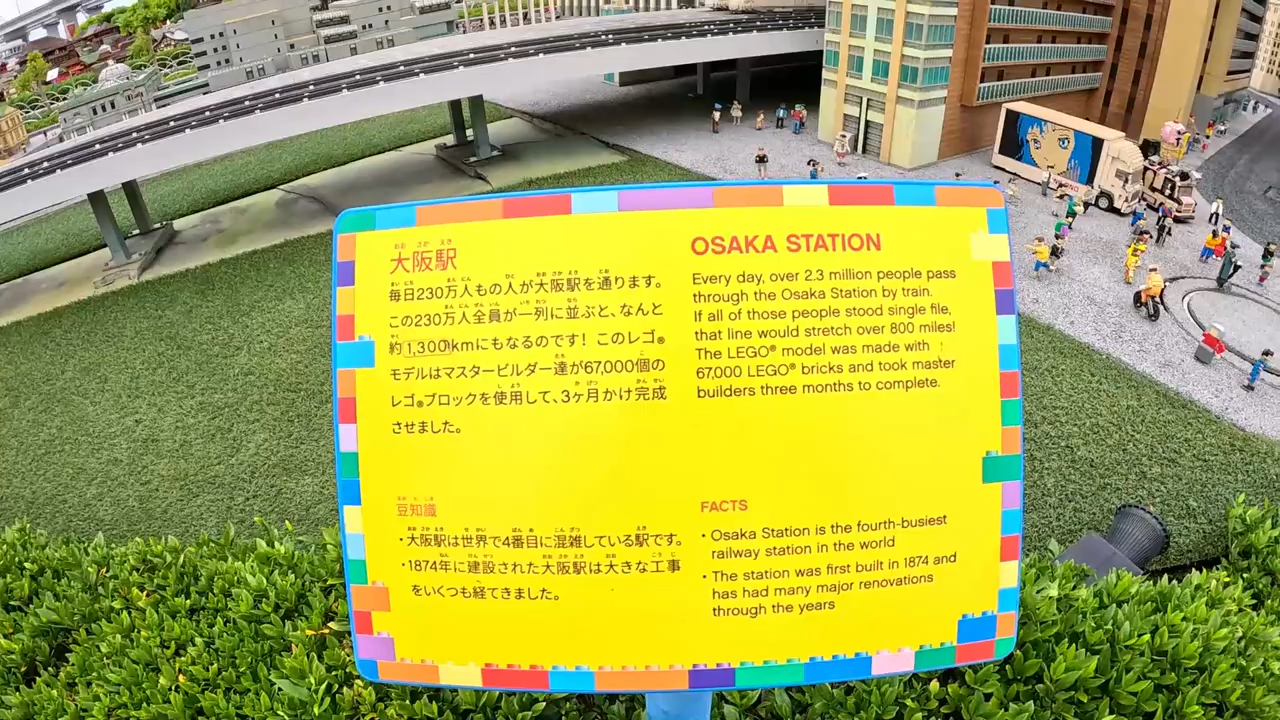 大阪駅
毎日230万人もの人が大阪駅を通ります。
この230万人全員が一列に並ぶと、なんと
約1,300kmにもなるのです！このレゴ®
モデルはマスタービルダー達が67,000個の
レゴ®ブロックを使用して、3ヶ月かけ完成
させました。
豆知識
・大阪駅は世界で4番目に混雑している駅です。
・1874年に建設された大阪駅は大きな工事
をいくつも経てきました。
OSAKA STATION
Every day, over 2.3 million people pass
through the Osaka Station by train.
If all of those people stood single file,
that line would stretch over 800 miles!
The LEGO® model was made with
67,000 LEGO® bricks and took master
builders three months to complete.
FACTS
• Osaka Station is the fourth-busiest
railway station in the world
• The station was first built in 1874 and
has had many major renovations
through the years